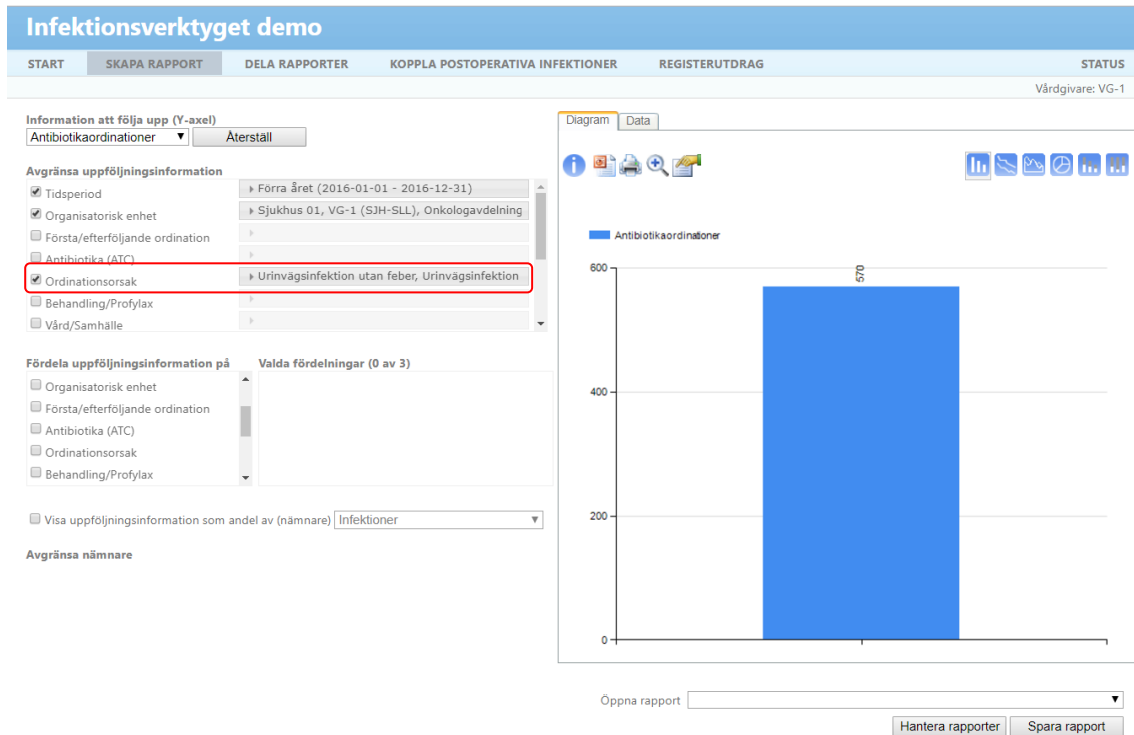 Infektionsverktyget demo
START SKAPA RAPPORT DELA RAPPORTER KOPPLA POSTOPERATIVA INFEKTIONER REGISTERUTDRAG STATUS
Vårdgivare: VG-1
Information att följa upp (Y-axel)
Antibiotikaordinationer Återställ
Avgränsa uppföljningsinformation
Tidsperiod Förra året (2016-01-01 - 2016-12-31)
Organisatorisk enhet Sjukhus 01, VG-1 (SJH-SLL), Onkologavdelning
Första/efterföljande ordination
Antibiotika (ATC)
Ordinationsorsak Urinvägsinfektion utan feber, Urinvägsinfektion
Behandling/Profylax
Vård/Samhälle
Fördela uppföljningsinformation på Valda fördelningar (0 av 3)
Organisatorisk enhet
Första/efterföljande ordination
Antibiotika (ATC)
Ordinationsorsak
Behandling/Profylax
Visa uppföljningsinformation som andel av (nämnare) Infektioner
Avgränsa nämnare
Diagram Data
Antibiotikaordinationer
600
570
400
200
0
Öppna rapport
Hantera rapporter Spara rapport